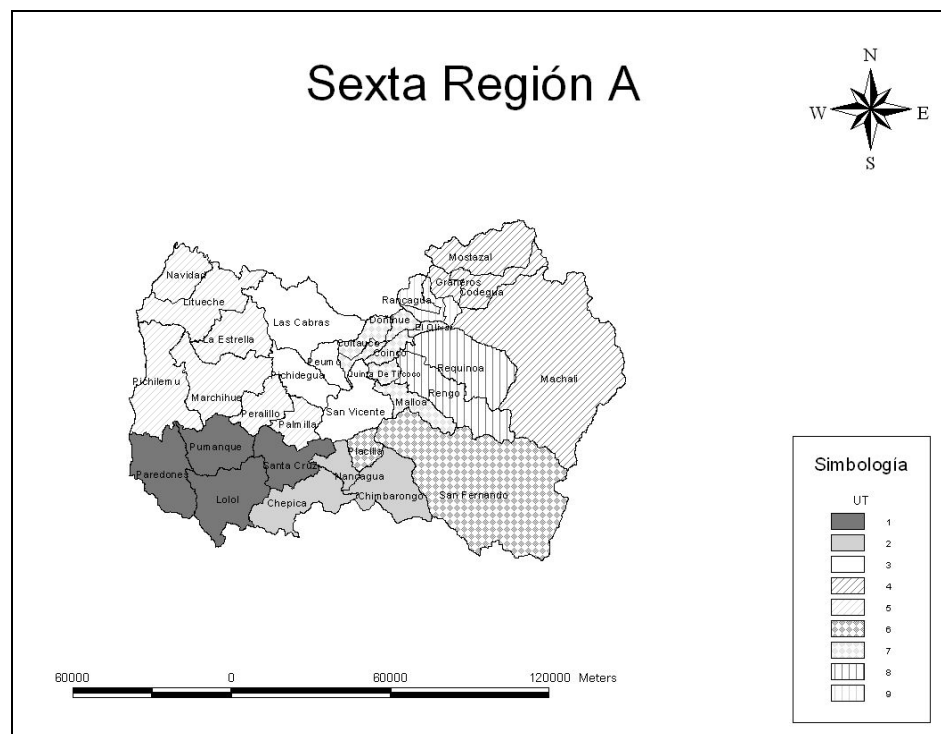 Sexta Región A
N
W E
S
Mostazal
Navidad
Graneros
Codegua
Litueche
Rancagua
Las Cabras
Doñihue
El Olivar
La Estrella
Coltauco
Coinco
Peumo
Requinoa
Pichidegua
Quinta De Tilcoco
Machali
Pichilemu
Marchihue
Rengo
Malloa
Peralillo
San Vicente
Palmilla
Pumanque
Placilla
Paredones
Santa Cruz
Nancagua
Lolol
Chepica
Chimbarongo
San Fernando
Simbología
UT
1
2
3
4
5
6
7
8
9
60000 0 60000 120000 Meters